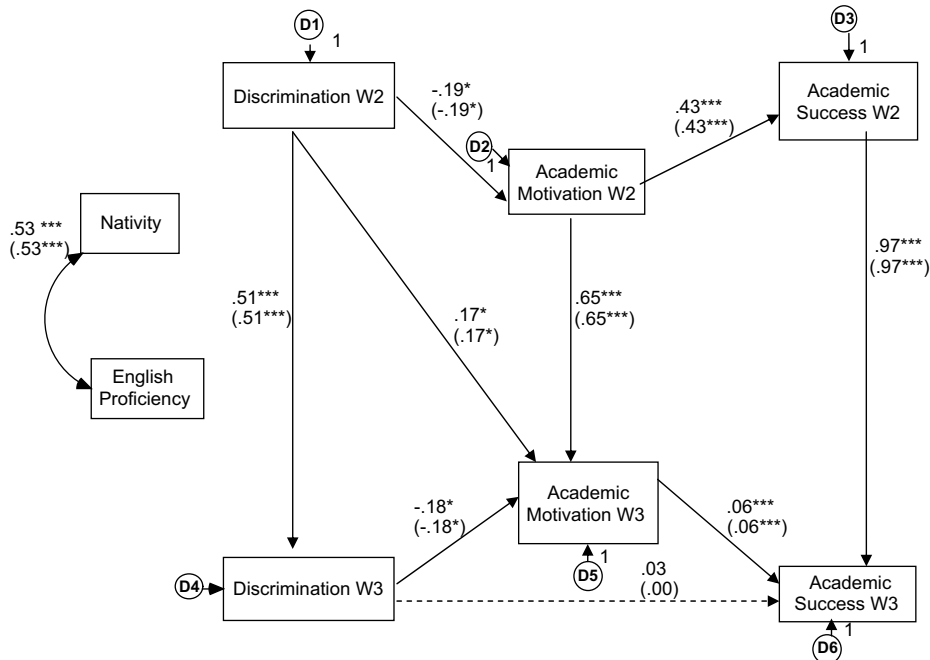 D1
1
D3
1
Discrimination W2
-.19*
(-.19*)
Academic
Success W2
.43***
(.43***)
D2
1
Academic
Motivation W2
.53 ***
(.53***)
Nativity
.97***
(.97***)
.51***
(.51***)
.17*
(.17*)
.65***
(.65***)
English
Proficiency
Academic
Motivation W3
-.18*
(-.18*)
.06***
(.06***)
1
D5
D4
Discrimination W3
.03
(.00)
Academic
Success W3
1
D6